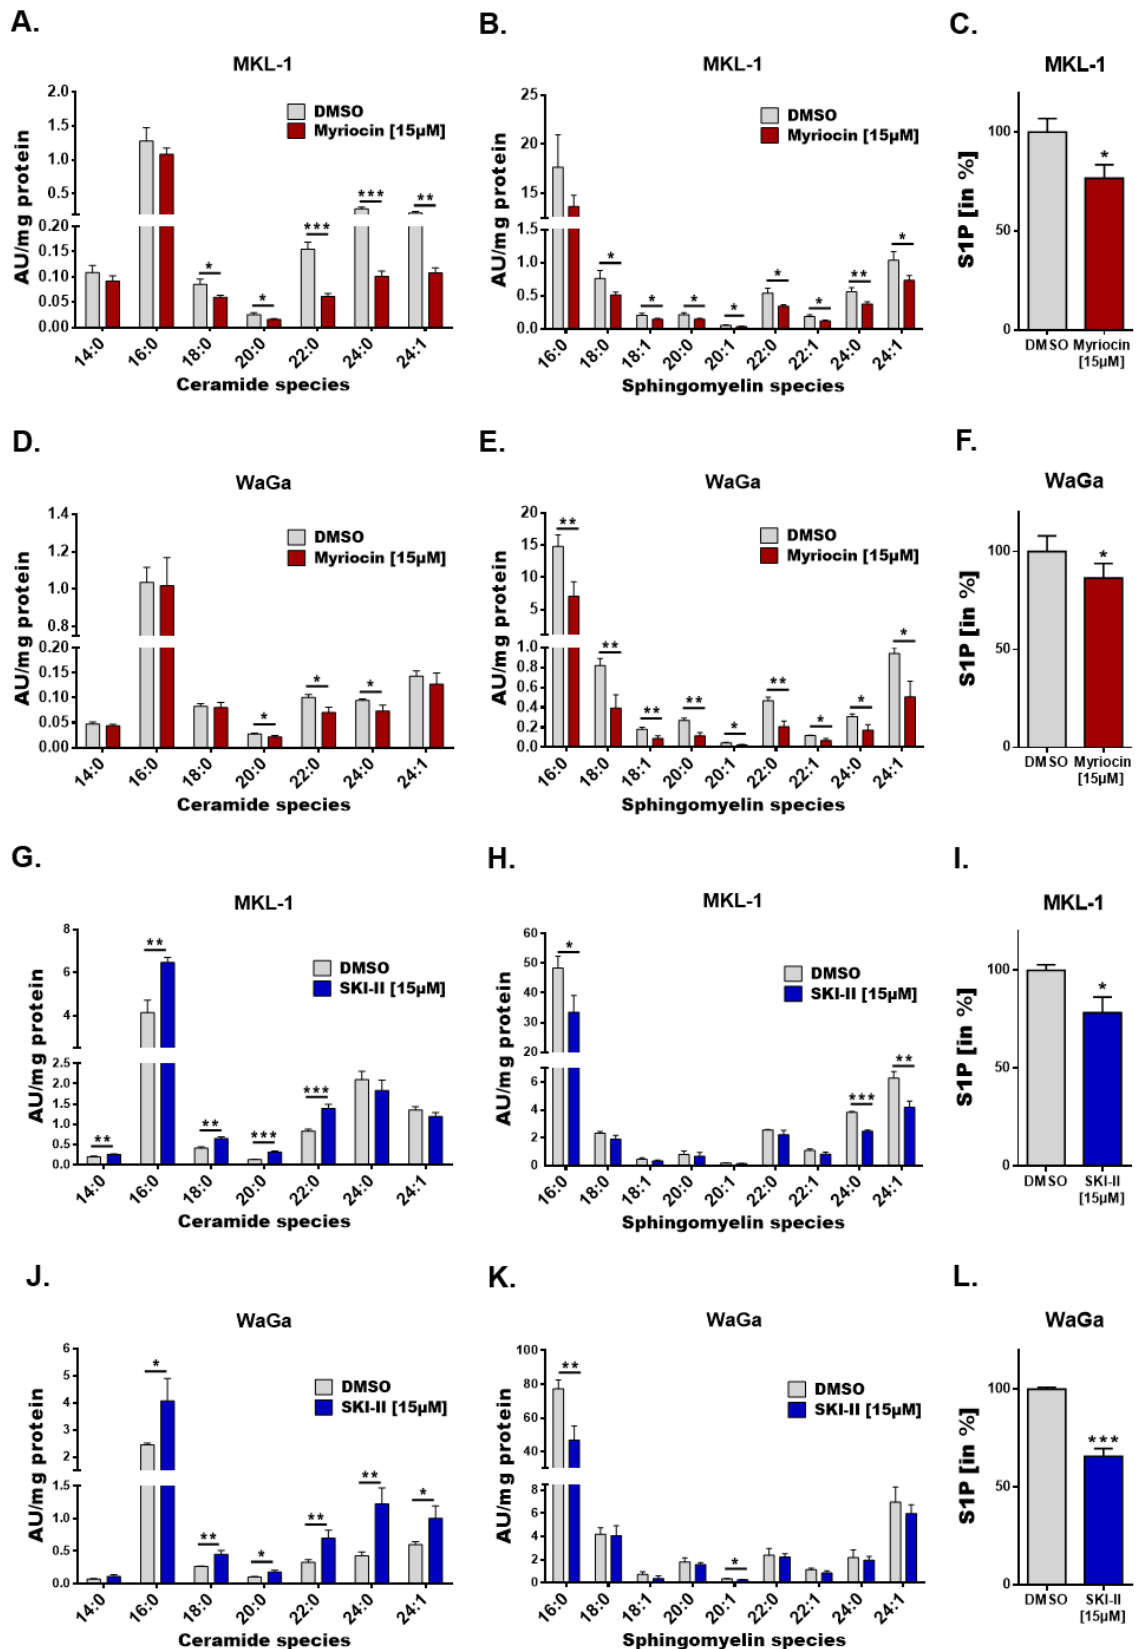 A.
MKL-1
DMSO
Myriocin [15µM]
AU/mg protein
2.0
1.5
1.0
0.5
0.20
0.15
0.10
0.05
0.00
*
*
***
***
**
14:0
16:0
18:0
20:0
22:0
24:0
24:1
Ceramide species
B.
MKL-1
DMSO
Myriocin [15µM]
AU/mg protein
25
20
15
1.5
1.0
0.5
0.0
*
*
*
*
*
*
**
*
16:0
18:0
18:1
20:0
20:1
22:0
22:1
24:0
24:1
Sphingomyelin species
C.
MKL-1
S1P [in %]
100
50
0
*
DMSO
Myriocin
[15µM]
D.
WaGa
DMSO
Myriocin [15µM]
AU/mg protein
1.4
1.2
1.0
0.8
0.20
0.15
0.10
0.05
0.00
*
*
*
14:0
16:0
18:0
20:0
22:0
24:0
24:1
Ceramide species
E.
WaGa
DMSO
Myriocin [15µM]
AU/mg protein
20
15
10
5
1.0
0.8
0.6
0.4
0.2
0.0
**
**
**
**
*
**
*
*
*
16:0
18:0
18:1
20:0
20:1
22:0
22:1
24:0
24:1
Sphingomyelin species
F.
WaGa
S1P [in %]
100
50
0
*
DMSO
Myriocin
[15µM]
G.
MKL-1
DMSO
SKI-II [15µM]
AU/mg protein
8
6
4
2.5
2.0
1.5
1.0
0.5
0.0
**
**
**
***
***
14:0
16:0
18:0
20:0
22:0
24:0
24:1
Ceramide species
H.
MKL-1
DMSO
SKI-II [15µM]
AU/mg protein
60
50
40
30
20
6
4
2
0
*
***
**
16:0
18:0
18:1
20:0
20:1
22:0
22:1
24:0
24:1
Sphingomyelin species
I.
MKL-1
S1P [in %]
100
50
0
*
DMSO
SKI-II
[15µM]
J.
WaGa
DMSO
SKI-II [15µM]
AU/mg protein
6
5
4
3
2
1.5
1.0
0.5
0.0
*
**
*
**
**
*
14:0
16:0
18:0
20:0
22:0
24:0
24:1
Ceramide species
K.
WaGa
DMSO
SKI-II [15µM]
AU/mg protein
100
80
60
40
8
6
4
2
0
**
*
16:0
18:0
18:1
20:0
20:1
22:0
22:1
24:0
24:1
Sphingomyelin species
L.
WaGa
S1P [in %]
100
50
0
***
DMSO
SKI-II
[15µM]